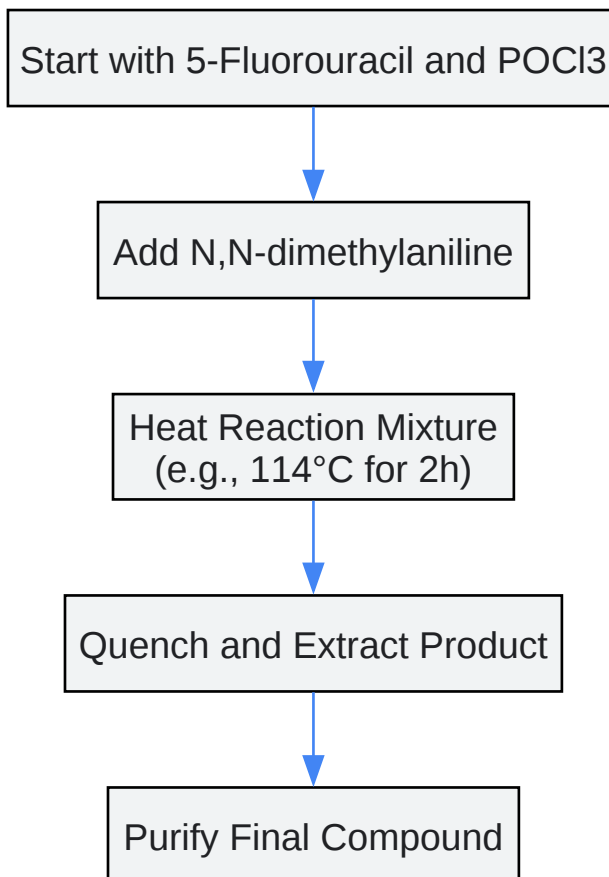 Start with 5-Fluorouracil and POCl3
Add N,N-dimethylaniline
Heat Reaction Mixture
(e.g., 114°C for 2h)
Quench and Extract Product
Purify Final Compound